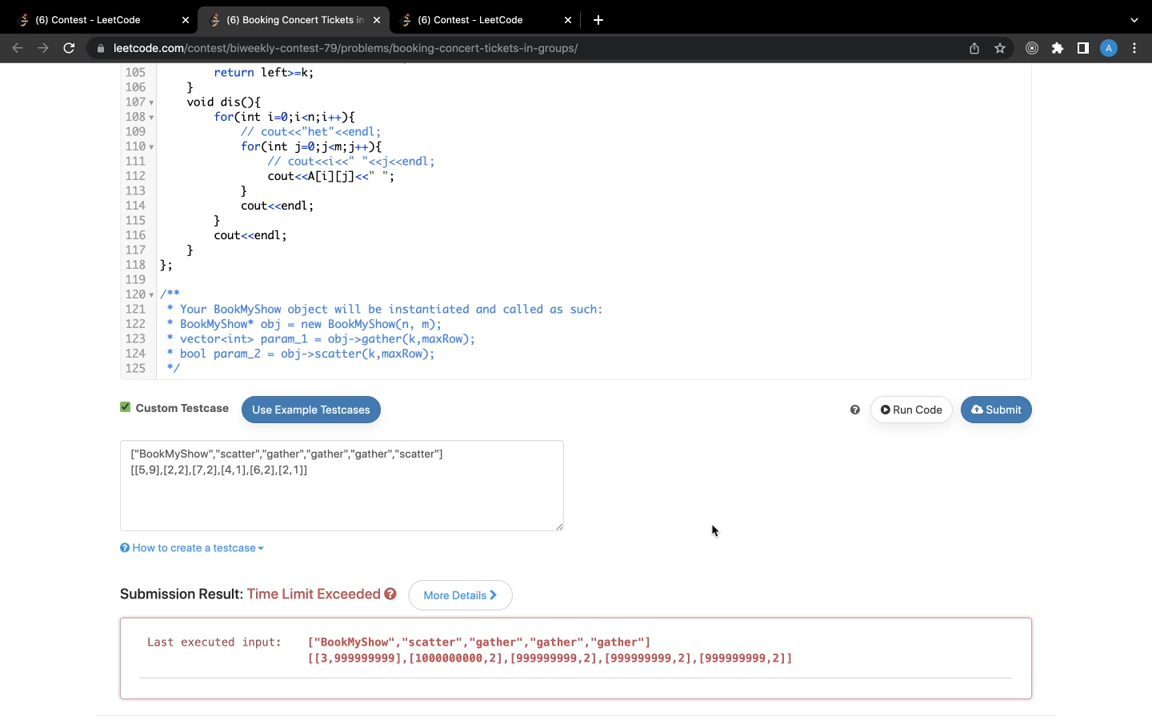 (6) Contest - LeetCode
(6) Booking Concert Tickets in
(6) Contest - LeetCode
leetcode.com/contest/biweekly-contest-79/problems/booking-concert-tickets-in-groups/
A
105 return left>=k;
106 }
107 void dis(){
108 for(int i=0;i<n;i++){
109 // cout<<"het"<<endl;
110 for(int j=0;j<m;j++){
111 // cout<<i<<" "<<j<<endl;
112 cout<<A[i][j]<<" ";
113 }
114 cout<<endl;
115 }
116 cout<<endl;
117 }
118 };
119
120 /**
121 * Your BookMyShow object will be instantiated and called as such:
122 * BookMyShow* obj = new BookMyShow(n, m);
123 * vector<int> param_1 = obj->gather(k,maxRow);
124 * bool param_2 = obj->scatter(k,maxRow);
125 */
Custom Testcase Use Example Testcases ? Run Code Submit
["BookMyShow","scatter","gather","gather","gather","scatter"]
[[5,9],[2,2],[7,2],[4,1],[6,2],[2,1]]
? How to create a testcase
Submission Result: Time Limit Exceeded ? More Details
Last executed input: ["BookMyShow","scatter","gather","gather","gather"]
[[3,999999999],[1000000000,2],[999999999,2],[999999999,2],[999999999,2]]